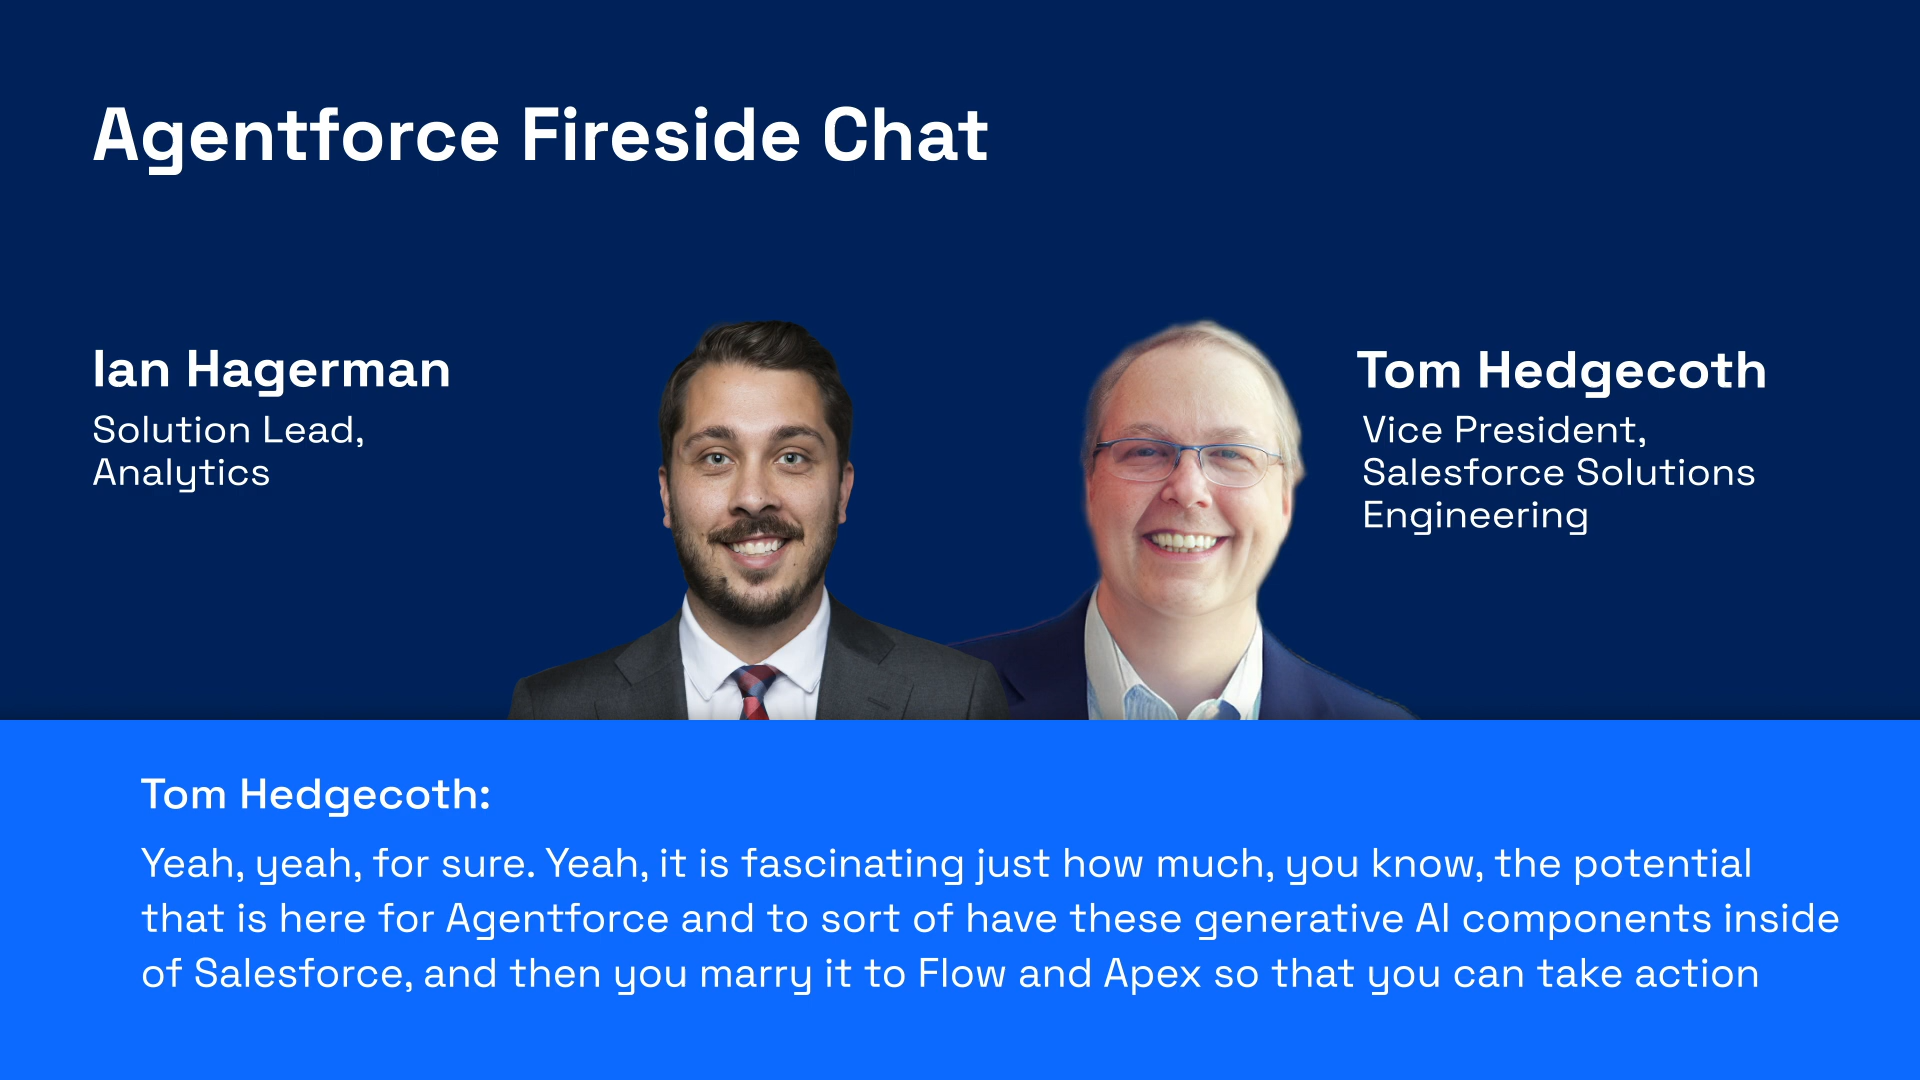 Agentforce Fireside Chat
Ian Hagerman
Solution Lead,
Analytics
Tom Hedgecoth
Vice President,
Salesforce Solutions
Engineering
Tom Hedgecoth:
Yeah, yeah, for sure. Yeah, it is fascinating just how much, you know, the potential
that is here for Agentforce and to sort of have these generative AI components inside
of Salesforce, and then you marry it to Flow and Apex so that you can take action